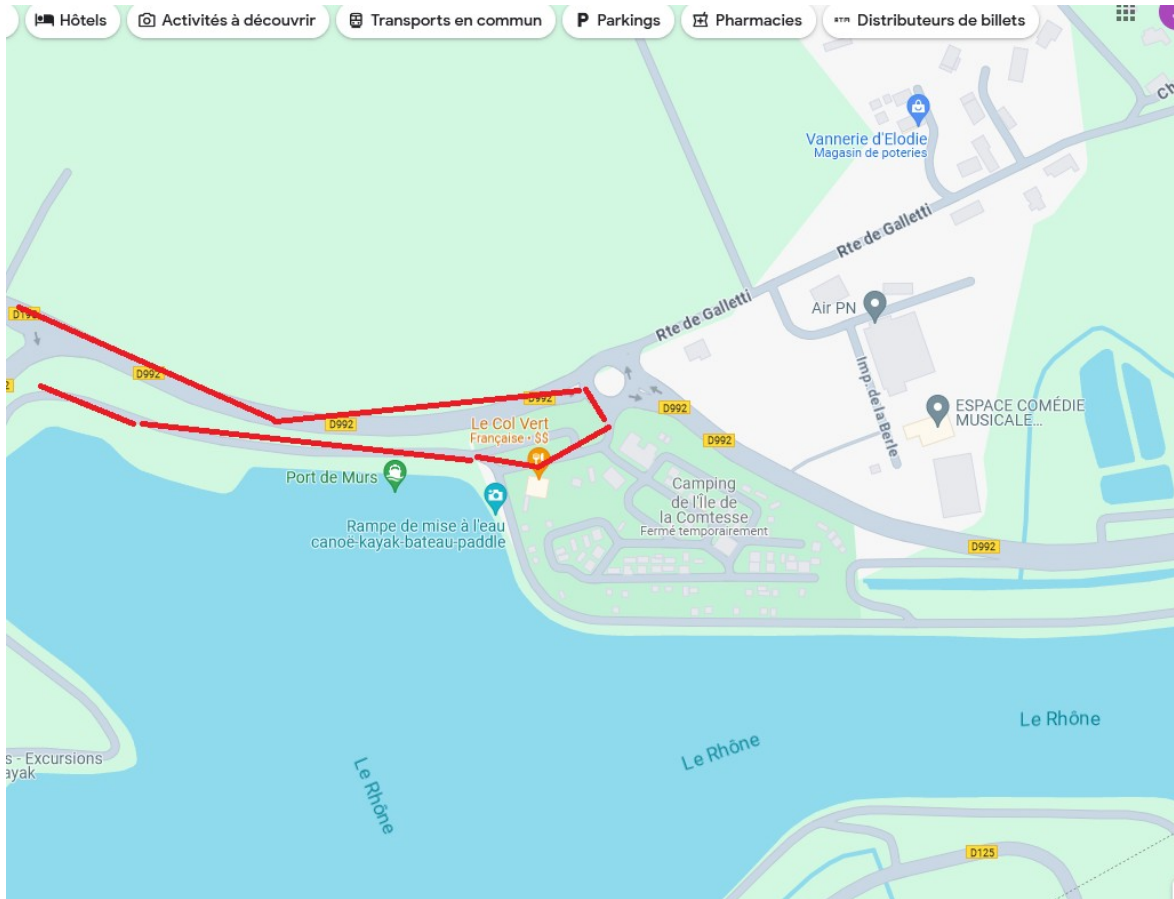 Hôtels
Activités à découvrir
Transports en commun
P Parkings
Pharmacies
Distributeurs de billets
Vannerie d'Elodie
Magasin de poteries
Rte de Galletti
Rte de Galletti
Air PN
D992
D992
D992
D992
D992
Imp. de la Berle
ESPACE COMÉDIE
MUSICALE...
Le Col Vert
Française • $$
Port de Murs
Rampe de mise à l'eau
canoë-kayak-bateau-paddle
Camping
de l'Île de
la Comtesse
Fermé temporairement
D992
Le Rhône
Le Rhône
Le Rhône
s - Excursions
ayak
D125